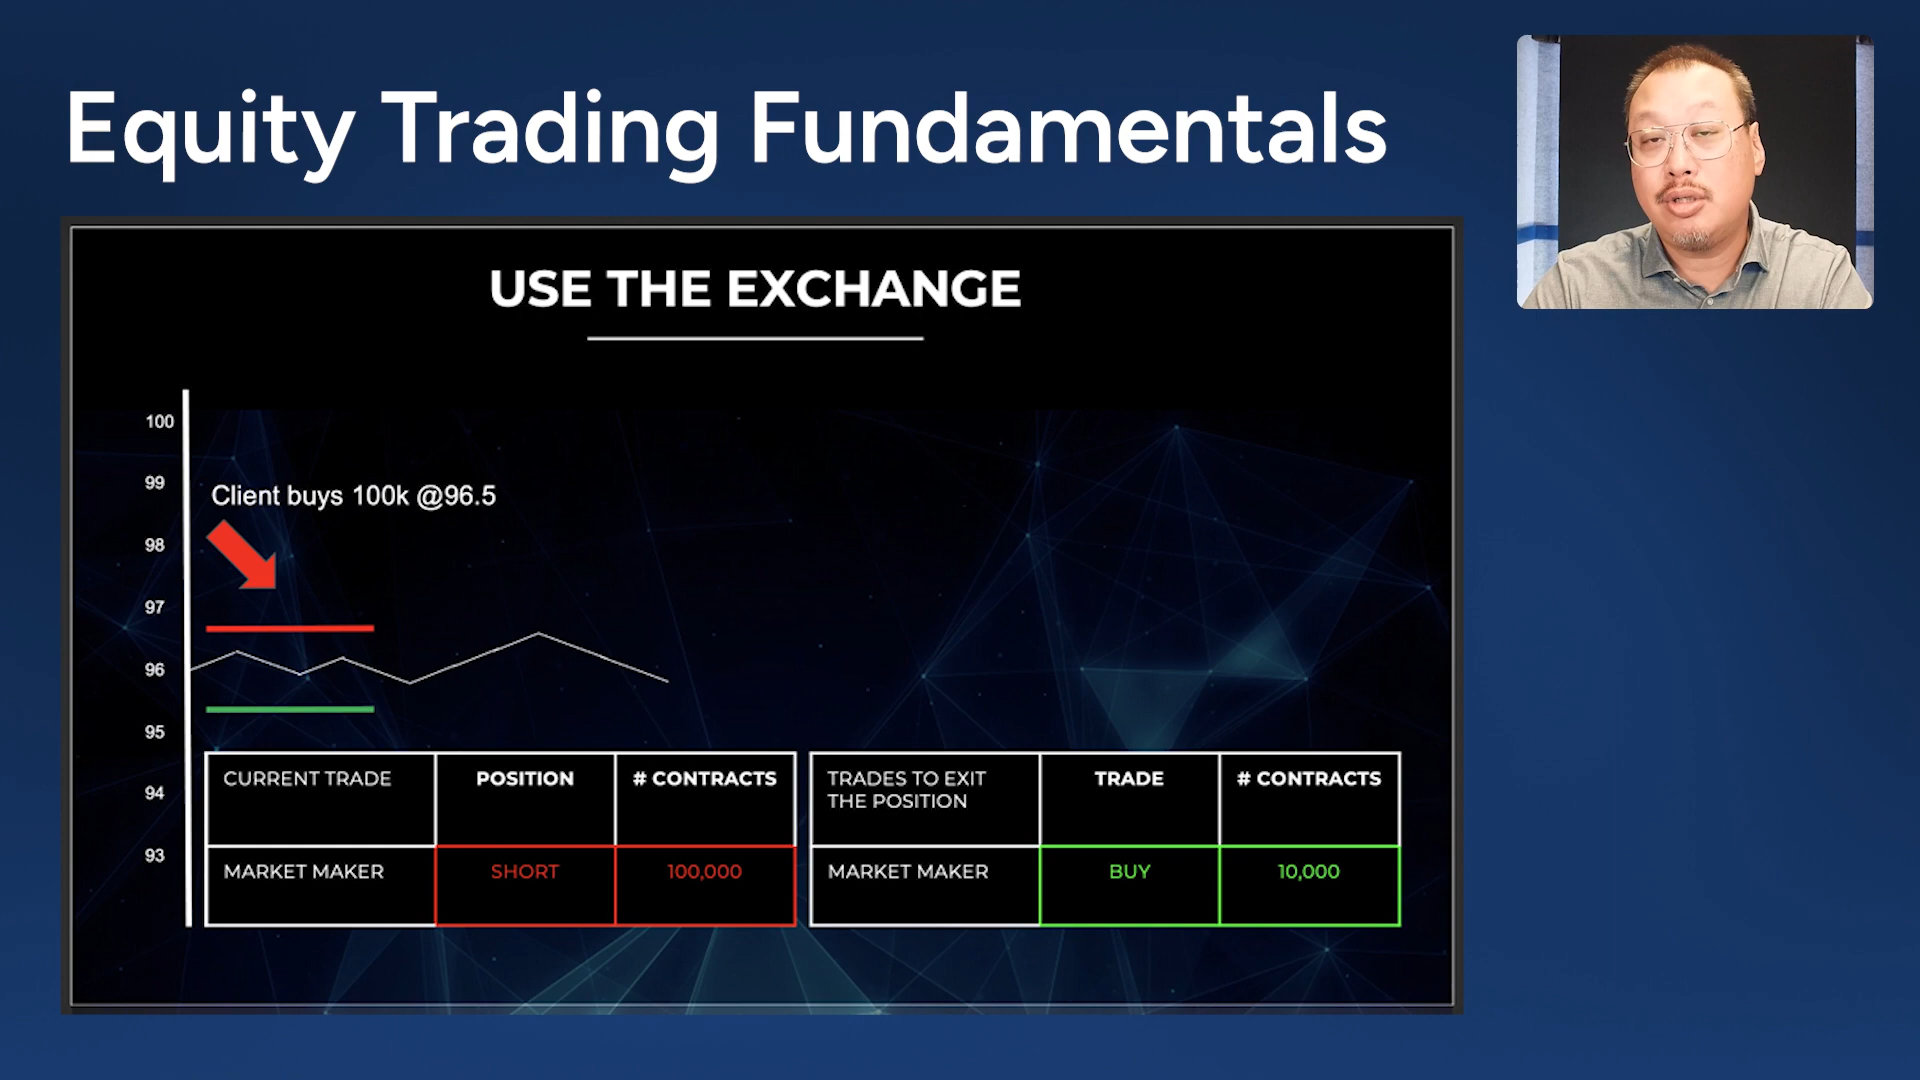 Equity Trading Fundamentals
USE THE EXCHANGE
100
99
Client buys 100k @96.5
98
97
96
95
94
93
CURRENT TRADE
POSITION
# CONTRACTS
MARKET MAKER
SHORT
100,000
TRADES TO EXIT
THE POSITION
TRADE
# CONTRACTS
MARKET MAKER
BUY
10,000